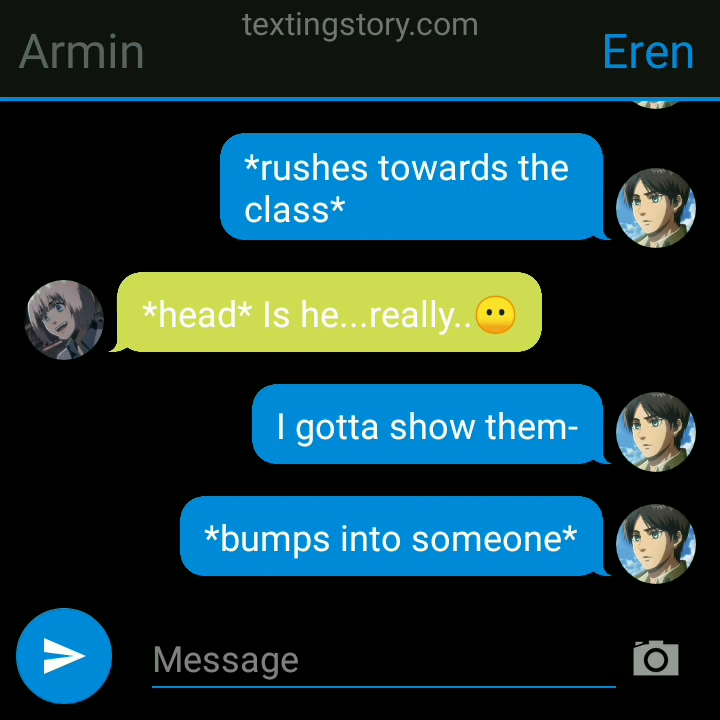 textingstory.com
Armin
Eren
*rushes towards the
class*
*head* Is he...really..😶
I gotta show them-
*bumps into someone*
Message